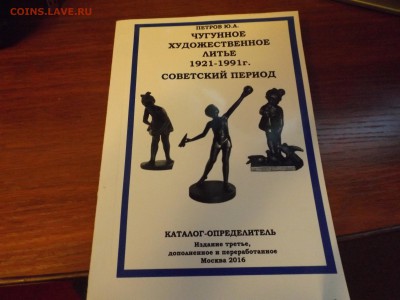 COINS.LAVE.RU
ПЕТРОВ Ю.А.
ЧУГУННОЕ
ХУДОЖЕСТВЕННОЕ
ЛИТЬЕ
1921-1991г.
СОВЕТСКИЙ ПЕРИОД
КАТАЛОГ-ОПРЕДЕЛИТЕЛЬ
Издание третье,
дополненное и переработанное
Москва 2016